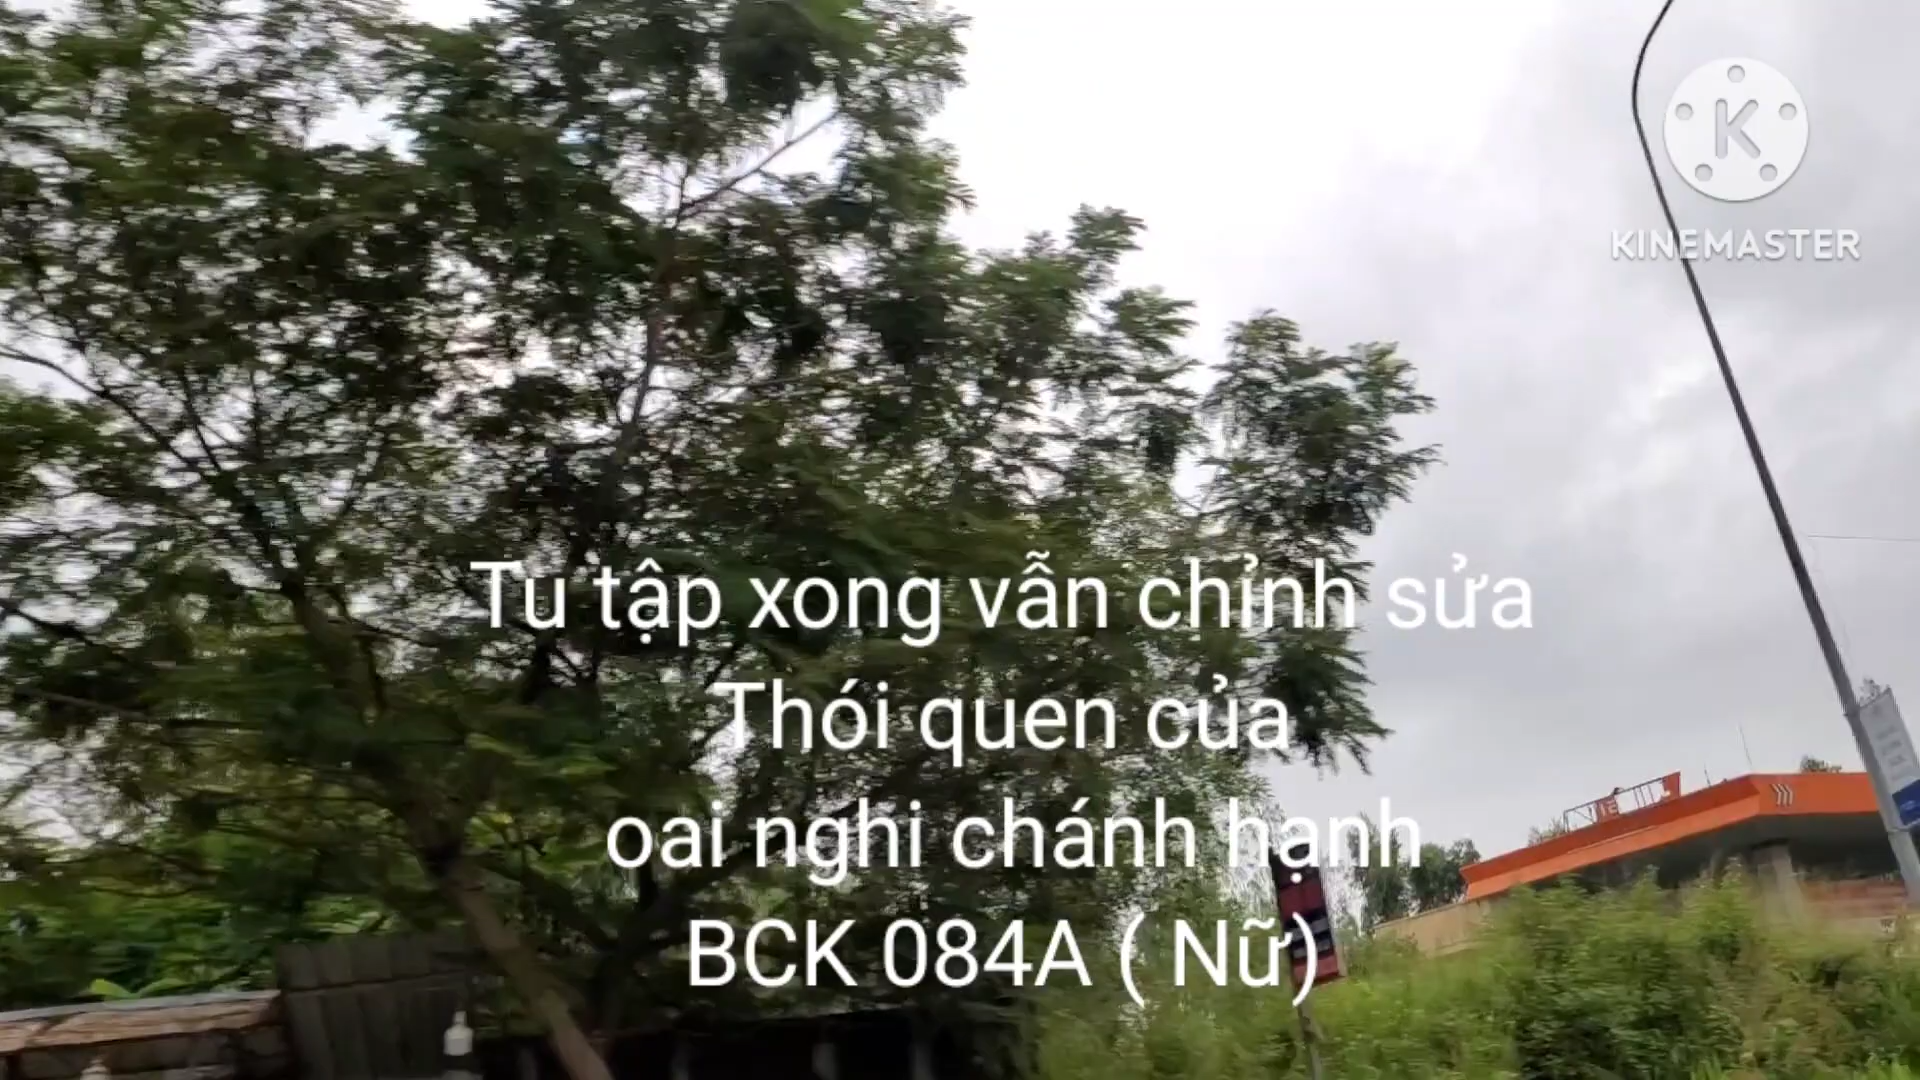 K
KINEMASTER
Tu tập xong vẫn chỉnh sửa
Thói quen của
oai nghi chánh hạnh
BCK 084A ( Nữ)